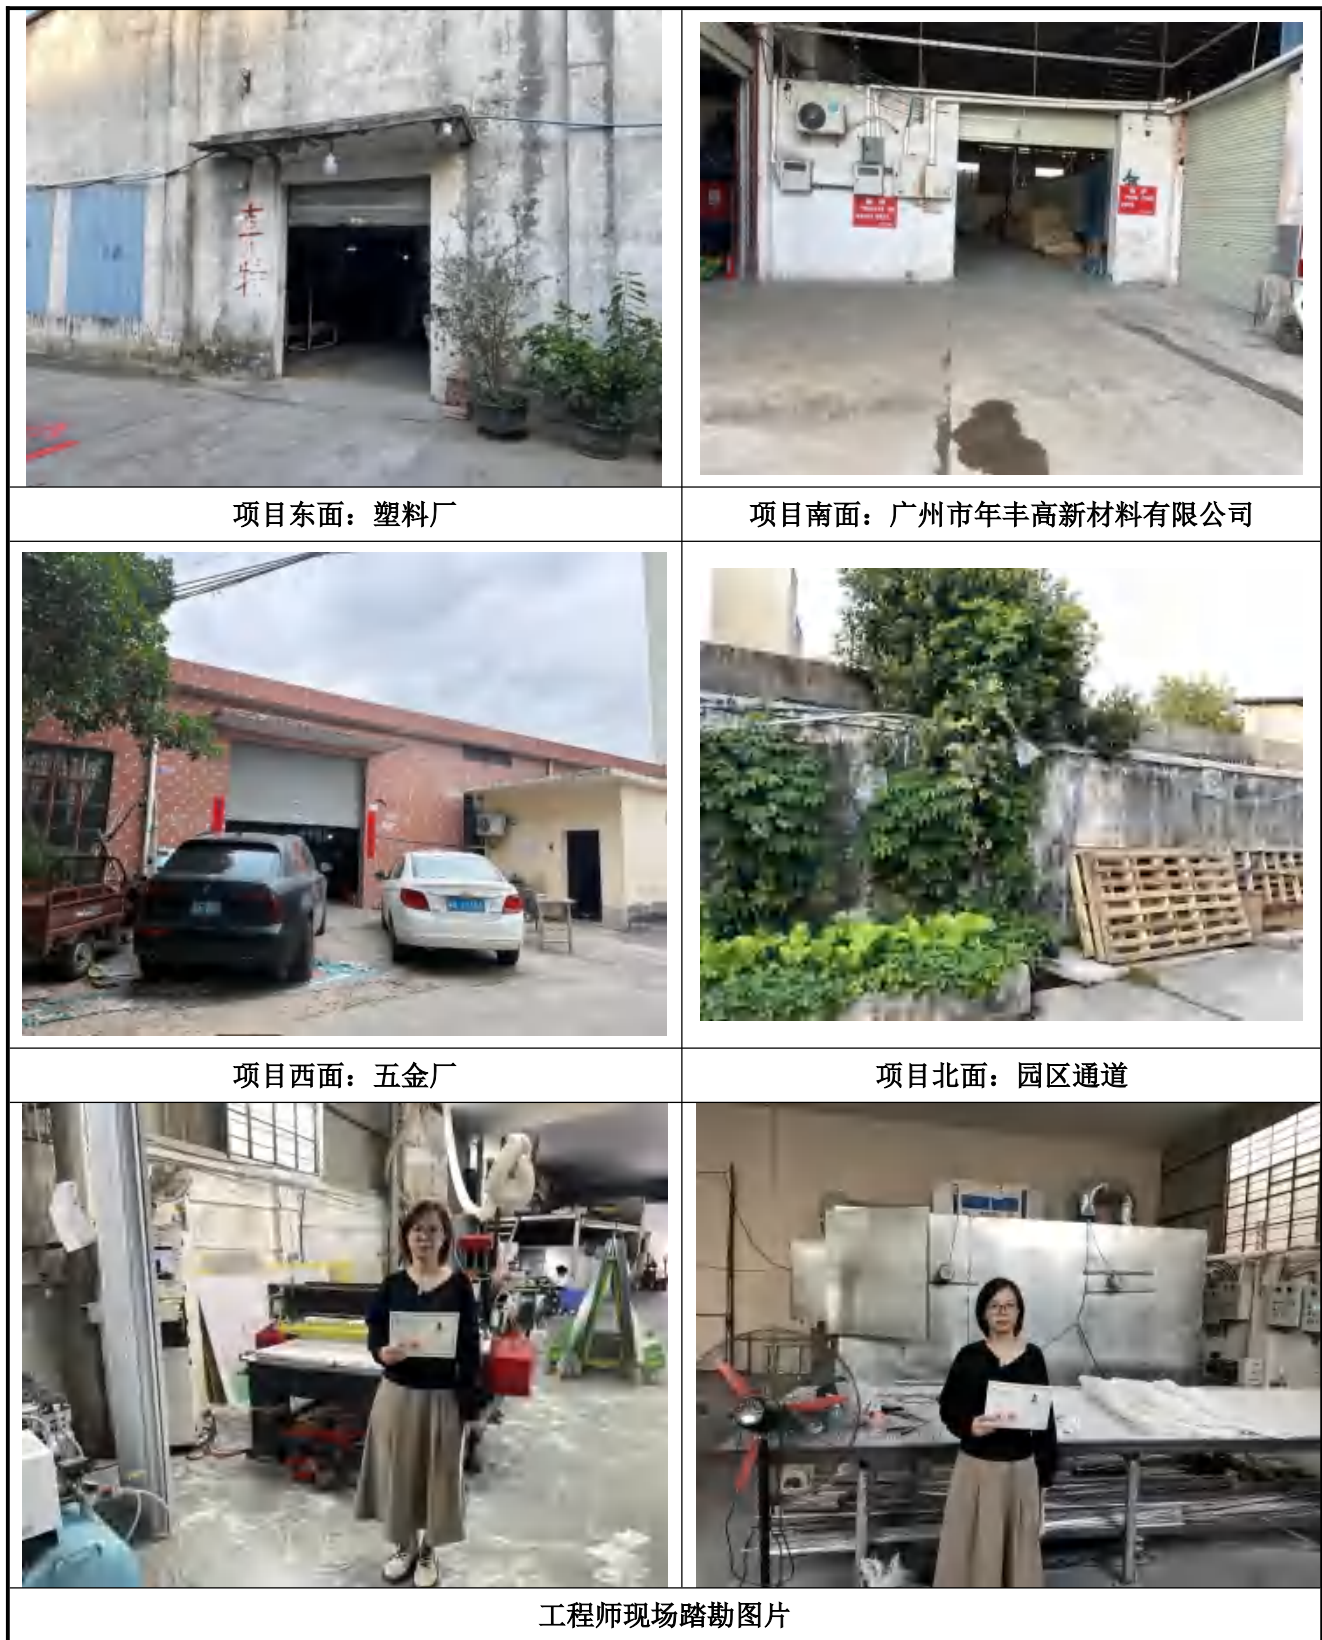 项目东面：塑料厂
项目南面：广州市年丰高新材料有限公司
项目西面：五金厂
项目北面：园区通道
工程师现场踏勘图片